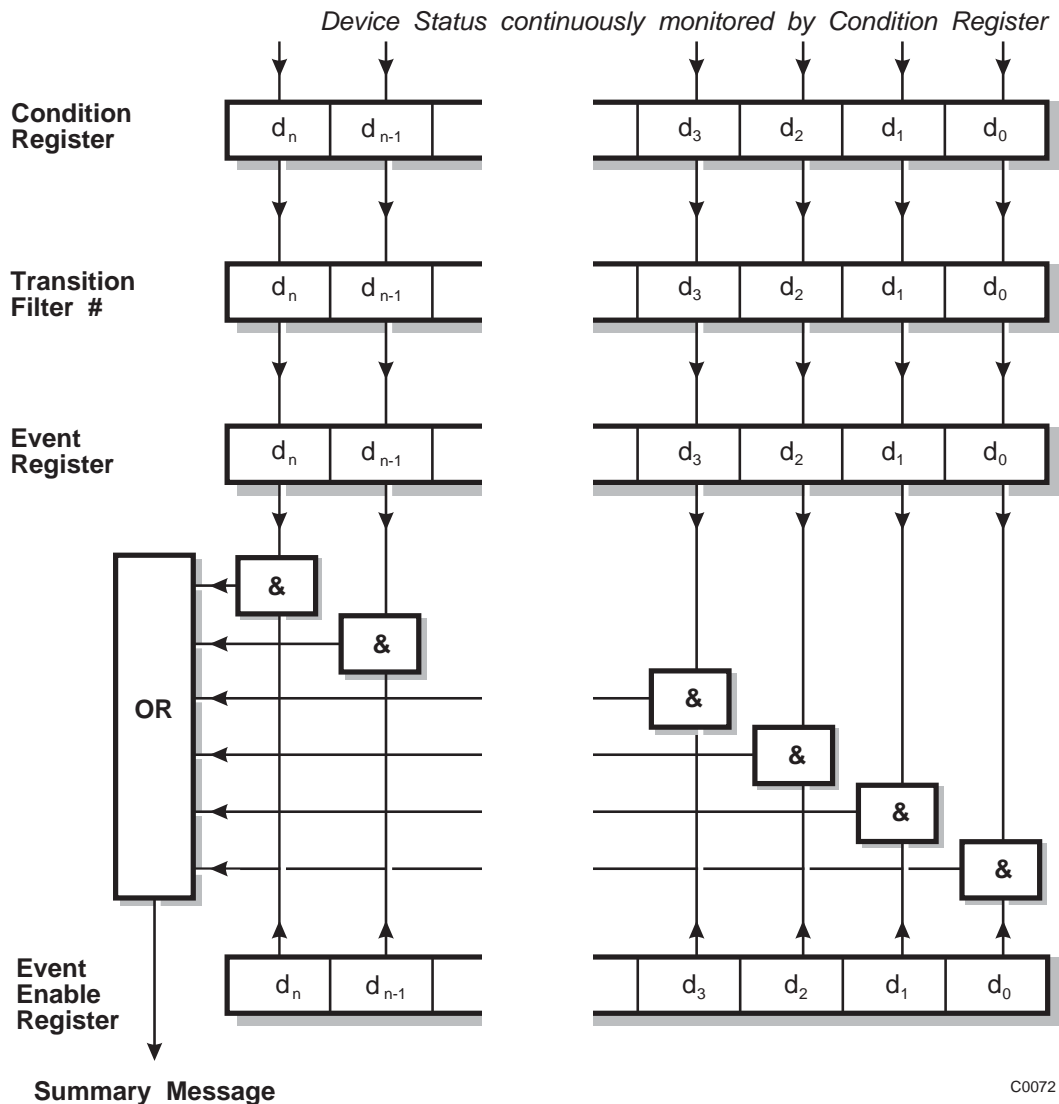 Device Status continuously monitored by Condition Register
Condition
Register
dₙ dₙ₋₁ d₃ d₂ d₁ d₀
Transition
Filter #
dₙ dₙ₋₁ d₃ d₂ d₁ d₀
Event
Register
dₙ dₙ₋₁ d₃ d₂ d₁ d₀
&
&
OR
&
&
&
&
Event
Enable
Register
dₙ dₙ₋₁ d₃ d₂ d₁ d₀
Summary Message
C0072